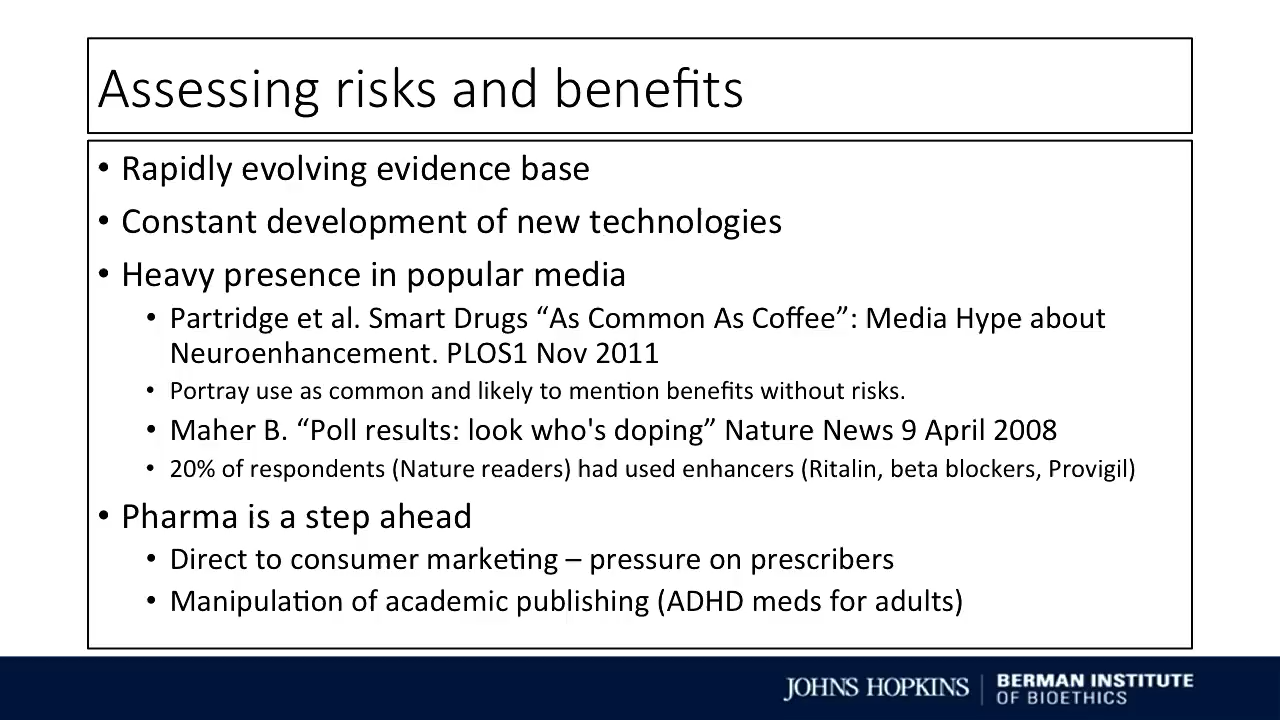 Assessing risks and benefits
• Rapidly evolving evidence base
• Constant development of new technologies
• Heavy presence in popular media
• Partridge et al. Smart Drugs “As Common As Coffee”: Media Hype about
Neuroenhancement. PLOS1 Nov 2011
• Portray use as common and likely to mention benefits without risks.
• Maher B. “Poll results: look who's doping” Nature News 9 April 2008
• 20% of respondents (Nature readers) had used enhancers (Ritalin, beta blockers, Provigil)
• Pharma is a step ahead
• Direct to consumer marketing – pressure on prescribers
• Manipulation of academic publishing (ADHD meds for adults)
JOHNS HOPKINS
BERMAN INSTITUTE
OF BIOETHICS